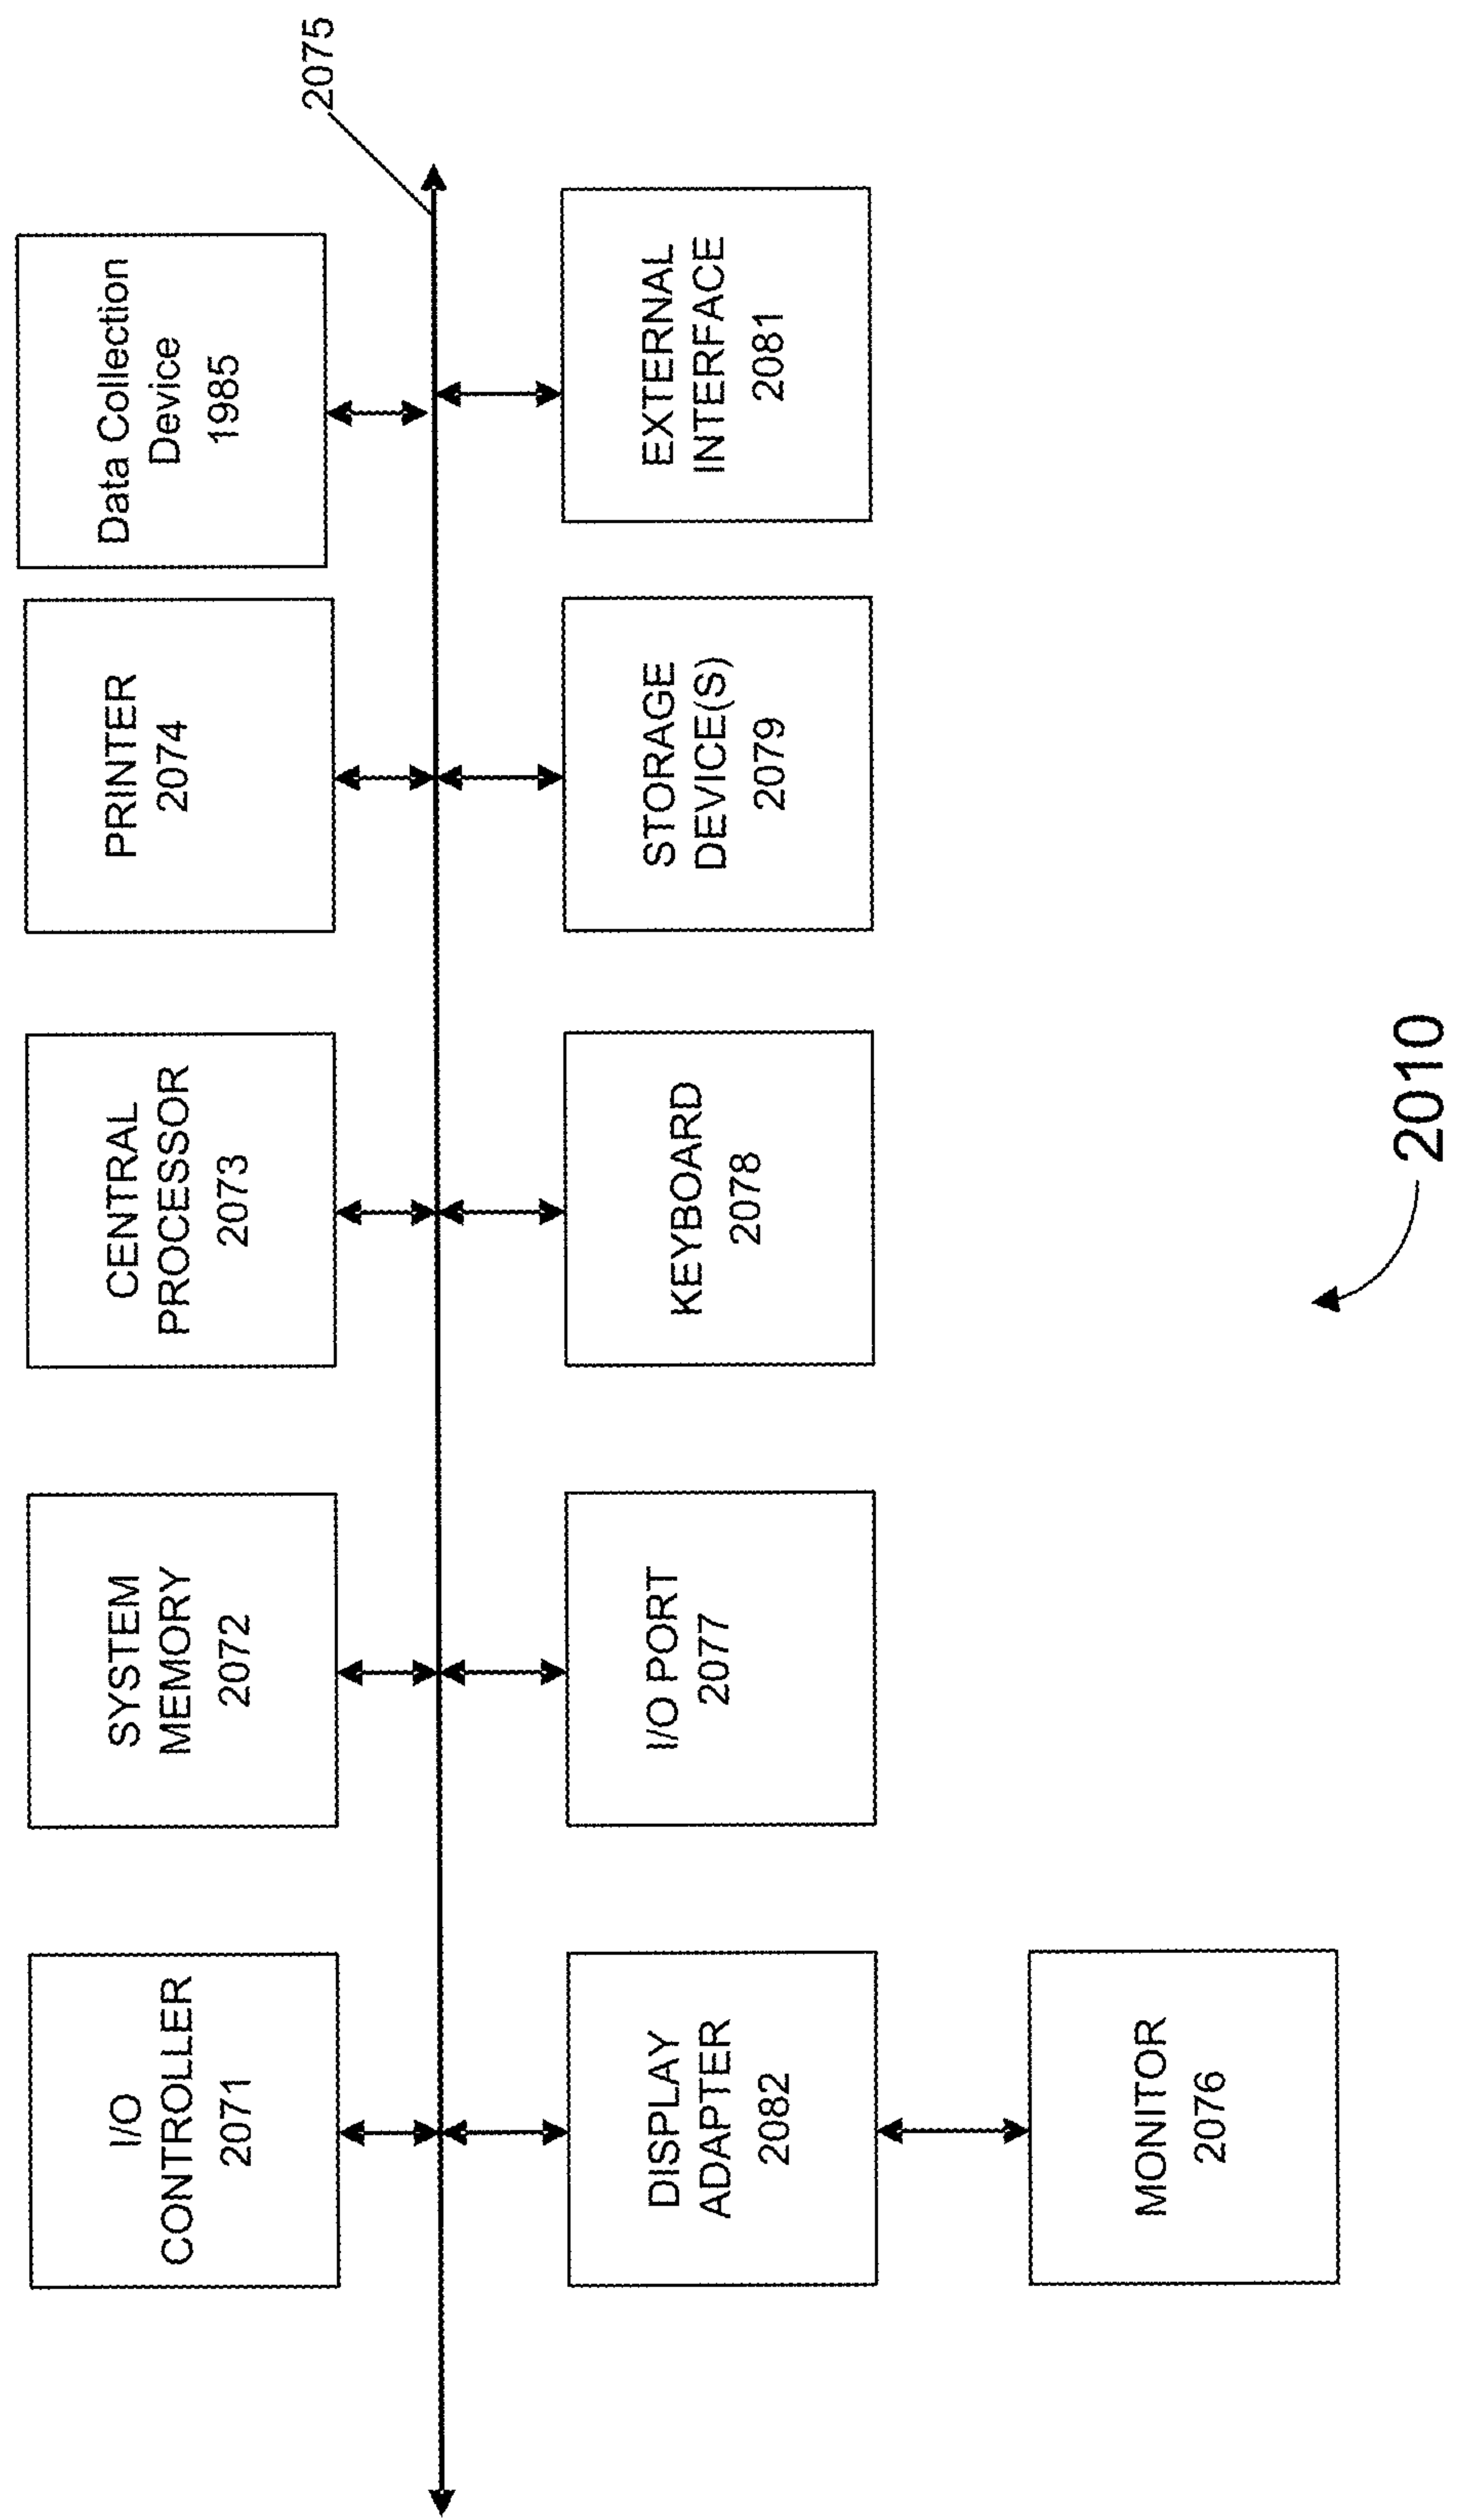 I/O
CONTROLLER
2071
SYSTEM
MEMORY
2072
CENTRAL
PROCESSOR
2073
PRINTER
2074
Data Collection
Device
1985
2075
DISPLAY
ADAPTER
2082
I/O PORT
2077
KEYBOARD
2078
STORAGE
DEVICE(S)
2079
EXTERNAL
INTERFACE
2081
MONITOR
2076
2010